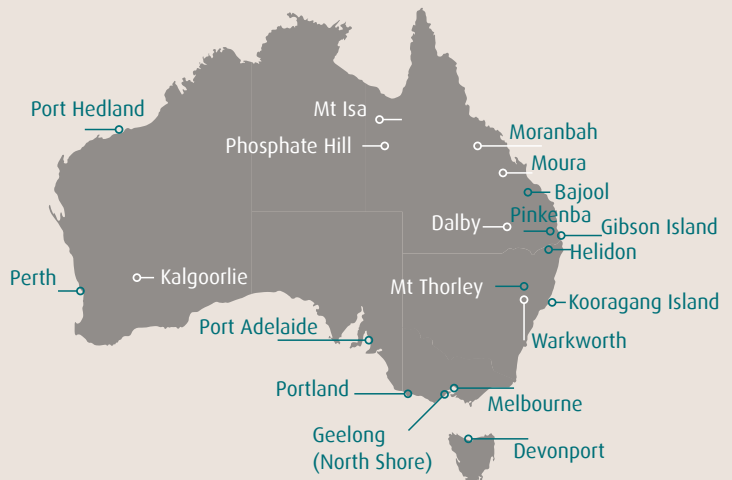 Port Hedland
Mt Isa
Phosphate Hill
Moranbah
Moura
Bajool
Pinkenba
Dalby
Gibson Island
Helidon
Perth
Kalgoorlie
Mt Thorley
Kooragang Island
Port Adelaide
Warkworth
Portland
Melbourne
Geelong
(North Shore)
Devonport